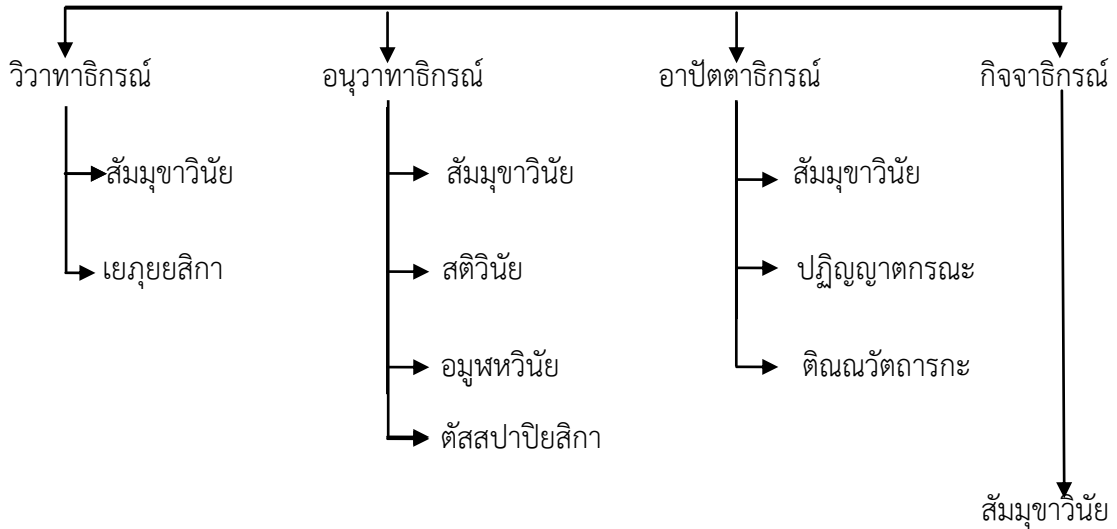 วิวาทาธิกรณ์ อนุวาทาธิกรณ์ อาปัตตาธิกรณ์ กิจจาธิกรณ์
สัมมุขาวินัย สัมมุขาวินัย สัมมุขาวินัย
เยภุยยสิกา สติวินัย ปฏิญญาตกรณะ
อมูฬหวินัย ติณณวัตถารกะ
ตัสสปาปิยสิกา
สัมมุขาวินัย